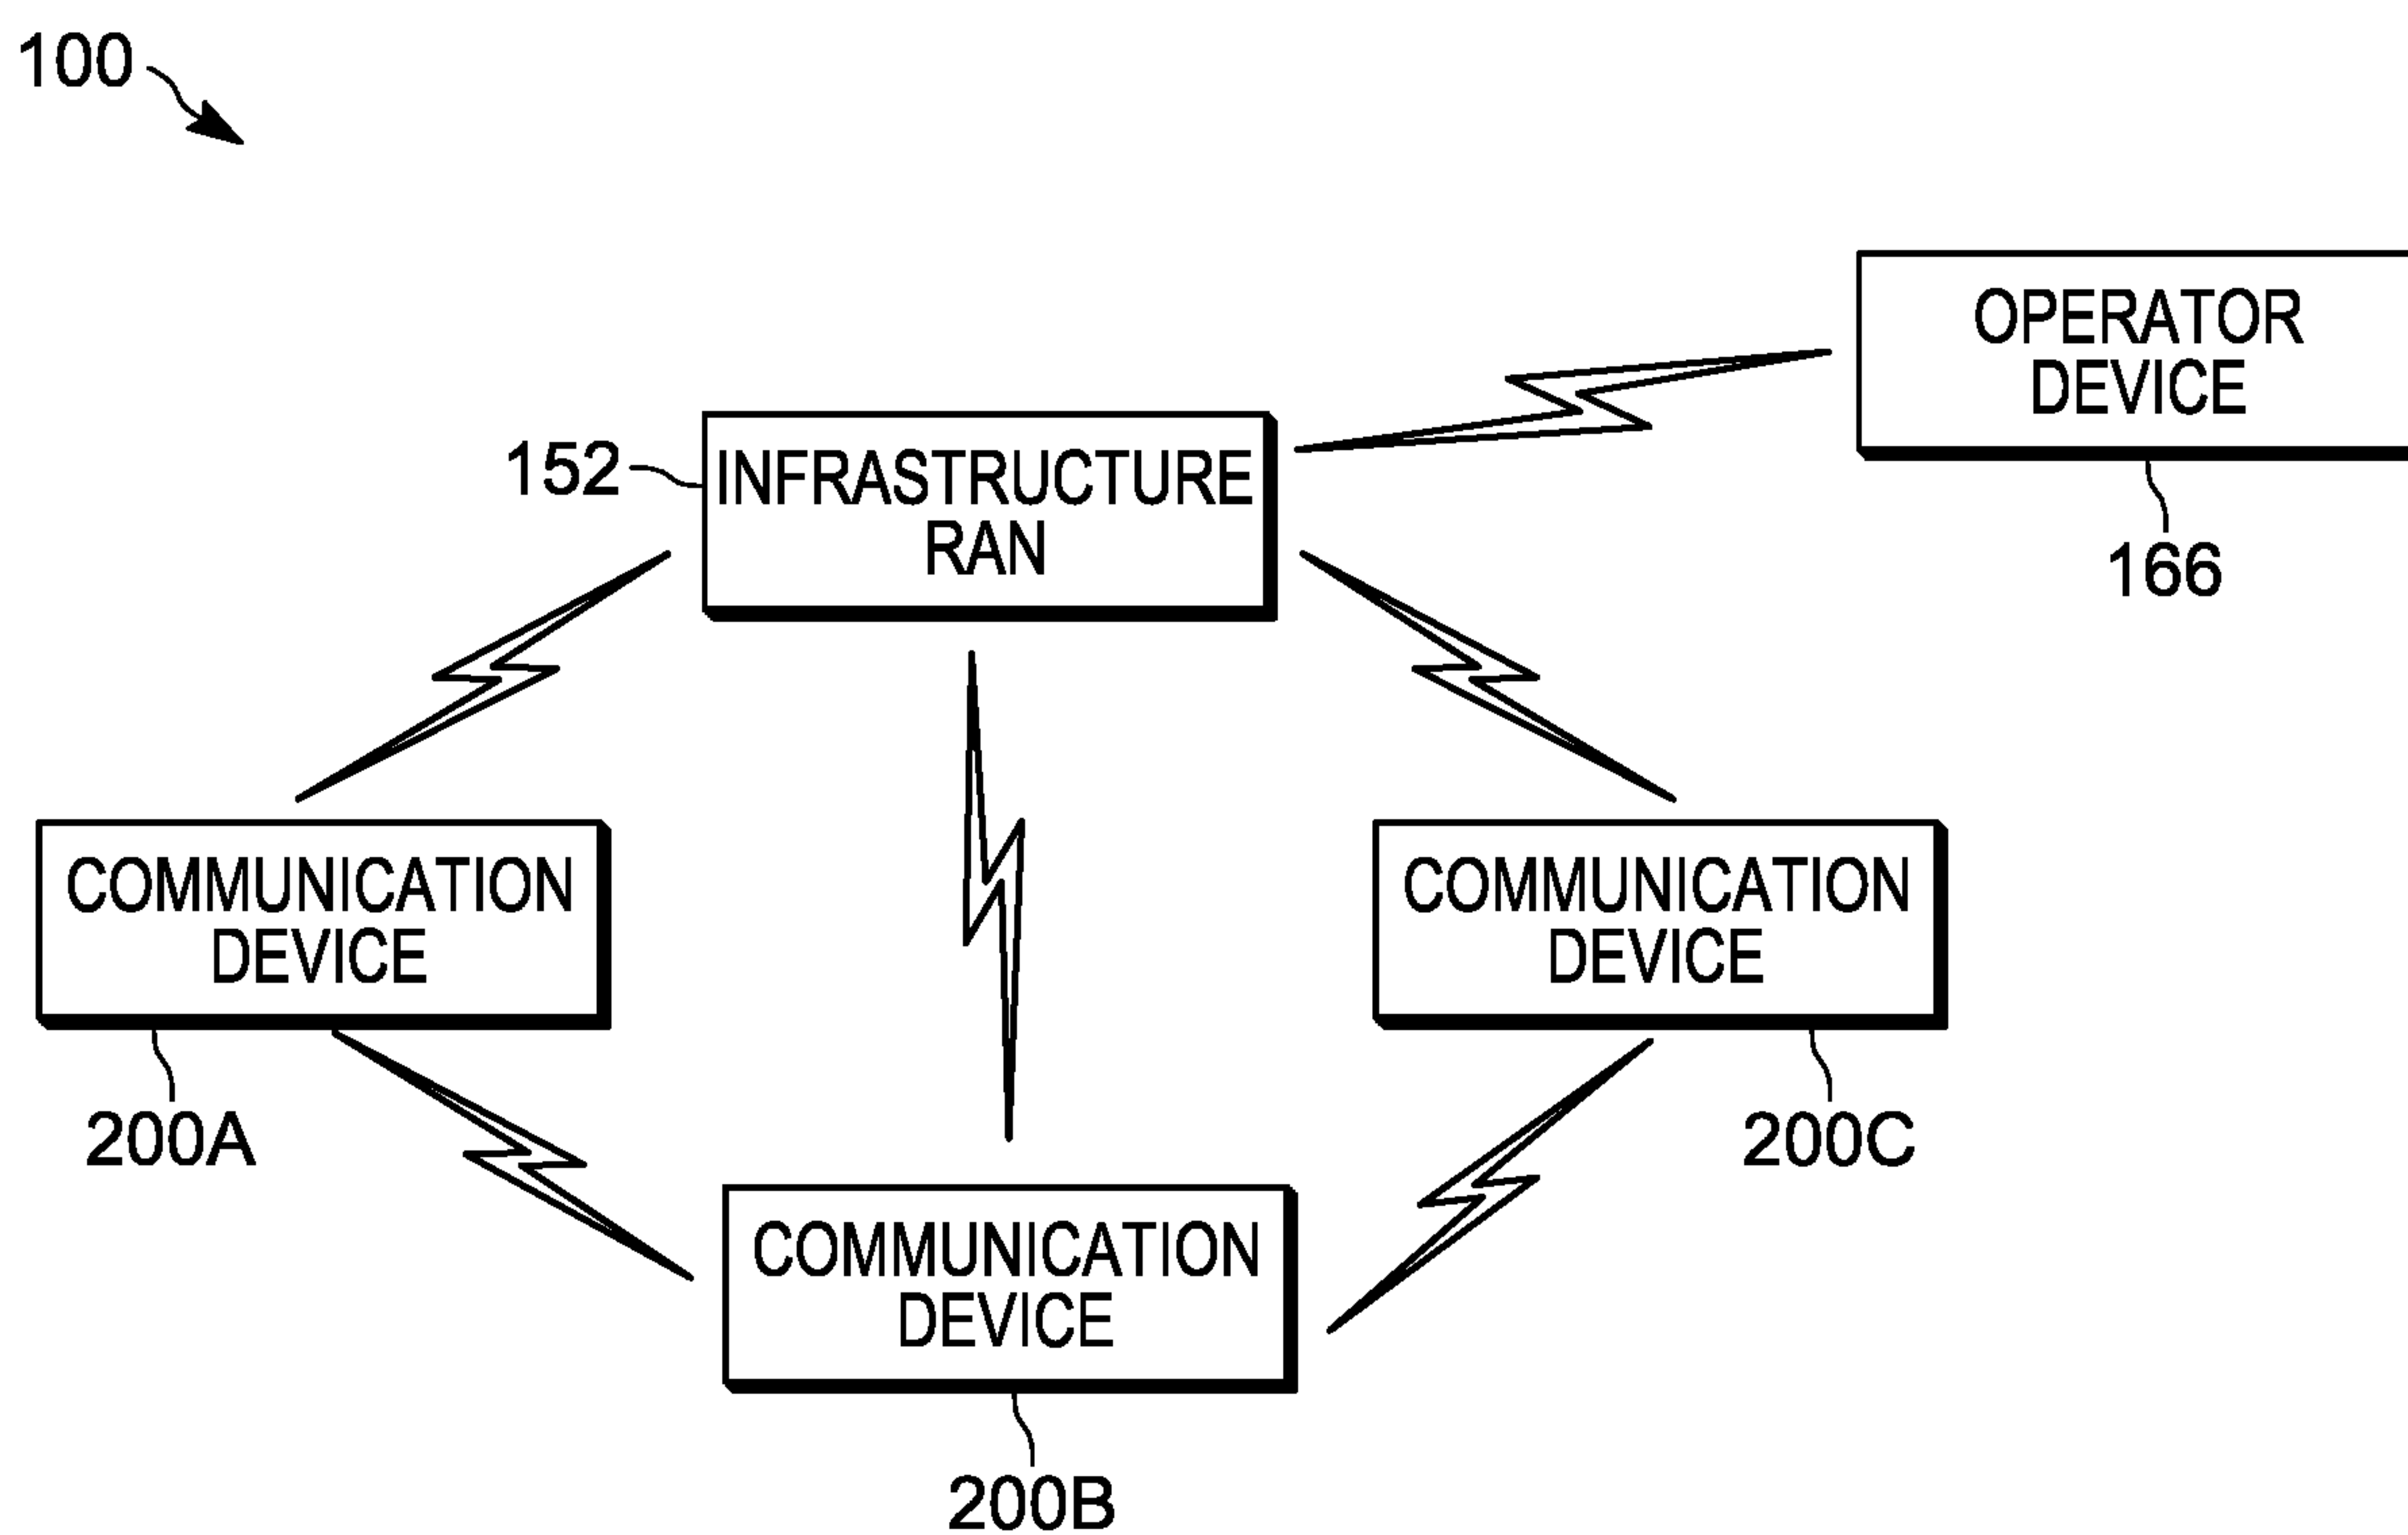 100
OPERATOR
DEVICE
166
152
INFRASTRUCTURE
RAN
COMMUNICATION
DEVICE
200A
COMMUNICATION
DEVICE
200C
COMMUNICATION
DEVICE
200B